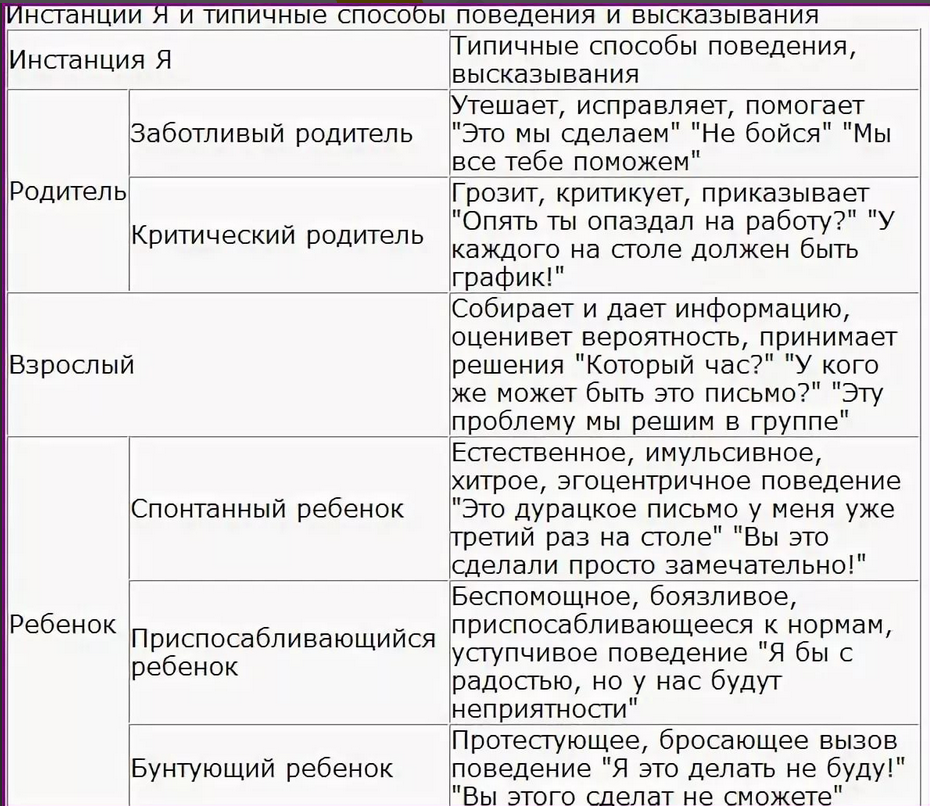 Инстанции Я и типичные способы поведения и высказывания
Инстанция Я
Типичные способы поведения,
высказывания
Родитель
Заботливый родитель
Утешает, исправляет, помогает
"Это мы сделаем" "Не бойся" "Мы
все тебе поможем"
Критический родитель
Грозит, критикует, приказывает
"Опять ты опаздал на работу?" "У
каждого на столе должен быть
график!"
Взрослый
Собирает и дает информацию,
оценивет вероятность, принимает
решения "Который час?" "У кого
же может быть это письмо?" "Эту
проблему мы решим в группе"
Ребенок
Спонтанный ребенок
Естественное, имульсивное,
хитрое, эгоцентричное поведение
"Это дурацкое письмо у меня уже
третий раз на столе" "Вы это
сделали просто замечательно!"
Приспосабливающийся
ребенок
Беспомощное, боязливое,
приспосабливающееся к нормам,
уступчивое поведение "Я бы с
радостью, но у нас будут
неприятности"
Бунтующий ребенок
Протестующее, бросающее вызов
поведение "Я это делать не буду!"
"Вы этого сделат не сможете"